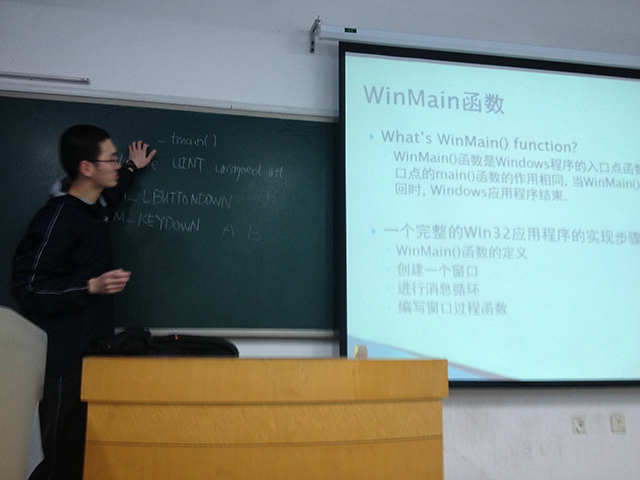 _tmain()
UINT unsigned int
LBUTTONDOWN
M_KEYDOWN A B
WinMain函数
What's WinMain() function?
WinMain()函数是Windows程序的入口点函
口点的main()函数的作用相同, 当WinMain()
回时, Windows应用程序结束.
一个完整的Win32应用程序的实现步骤
WinMain()函数的定义
创建一个窗口
进行消息循环
编写窗口过程函数